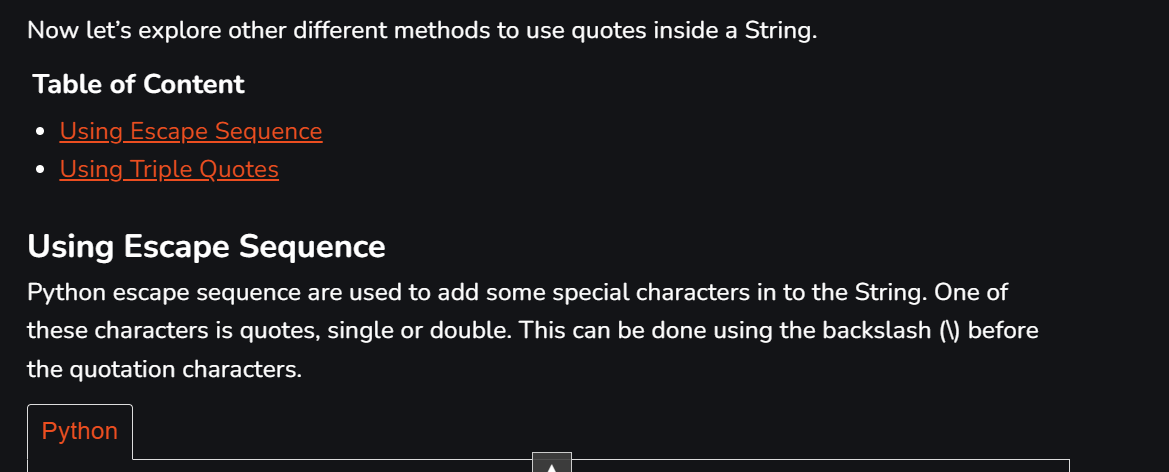 Now let’s explore other different methods to use quotes inside a String.
Table of Content
Using Escape Sequence
Using Triple Quotes
Using Escape Sequence
Python escape sequence are used to add some special characters in to the String. One of
these characters is quotes, single or double. This can be done using the backslash (\) before
the quotation characters.
Python